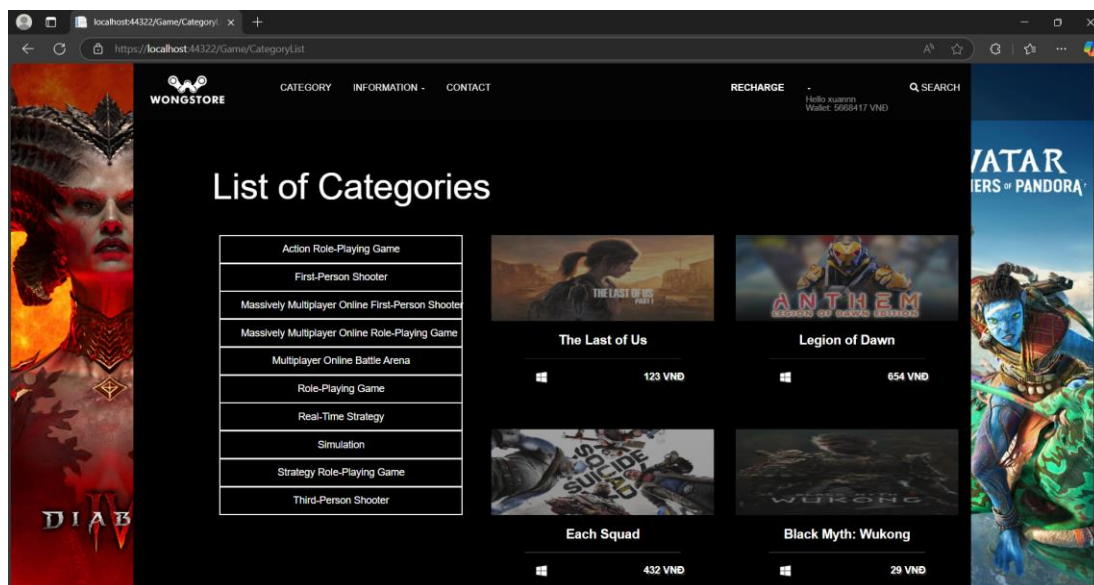 localhost:44322/Game/Category
https://localhost:44322/Game/CategoryList
WONGSTORE
CATEGORY INFORMATION - CONTACT
RECHARGE -
Hello xuannn
Wallet: 5668417 VNĐ
SEARCH
List of Categories
Action Role-Playing Game
First-Person Shooter
Massively Multiplayer Online First-Person Shooter
Massively Multiplayer Online Role-Playing Game
Multiplayer Online Battle Arena
Role-Playing Game
Real-Time Strategy
Simulation
Strategy Role-Playing Game
Third-Person Shooter
THE LAST OF US
PART I
The Last of Us
123 VNĐ
ANTHEM
LEGION OF DAWN EDITION
Legion of Dawn
654 VNĐ
SUICIDE
Each Squad
432 VNĐ
WUKONG
Black Myth: Wukong
29 VNĐ
DIAB
IV
VATAR
IERS OF PANDORA